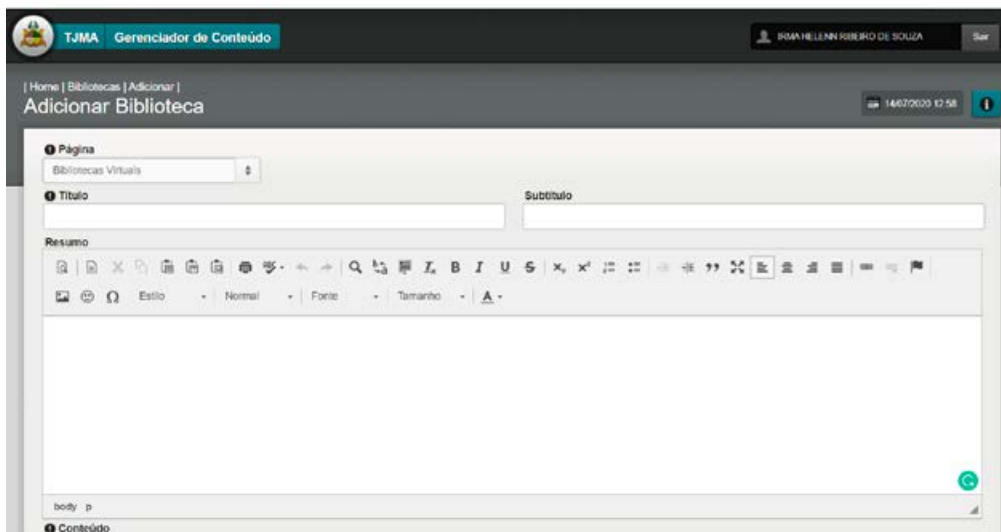 TJMA Gerenciador de Conteúdo IRMA HELENN RIBEIRO DE SOUZA Sair
| Home | Bibliotecas | Adicionar |
Adicionar Biblioteca 14/07/2020 12:58
Página
Bibliotecas Virtuais
Título Subtítulo
Resumo
Estilo Normal Fonte Tamanho A
body p
Conteúdo